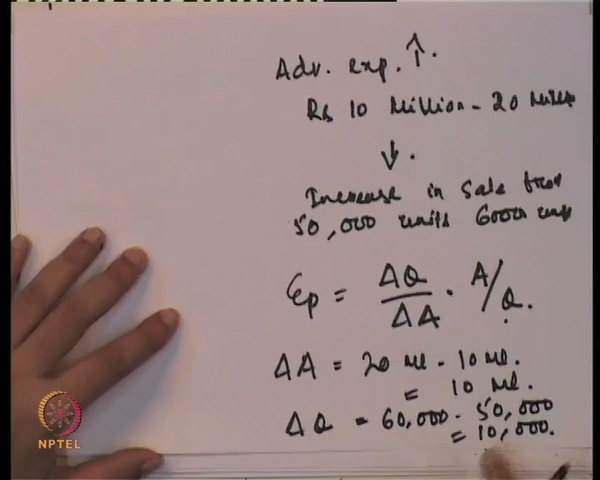 Adv. exp. ↑.
Rs 10 Million - 20 Million
↓.
Increase in Sale from
50,000 units 60000 units
Ep = ΔQ/ΔA . A/Q.
ΔA = 20 Ml - 10 Ml.
= 10 Ml.
ΔQ = 60,000 - 50,000
= 10,000.
NPTEL